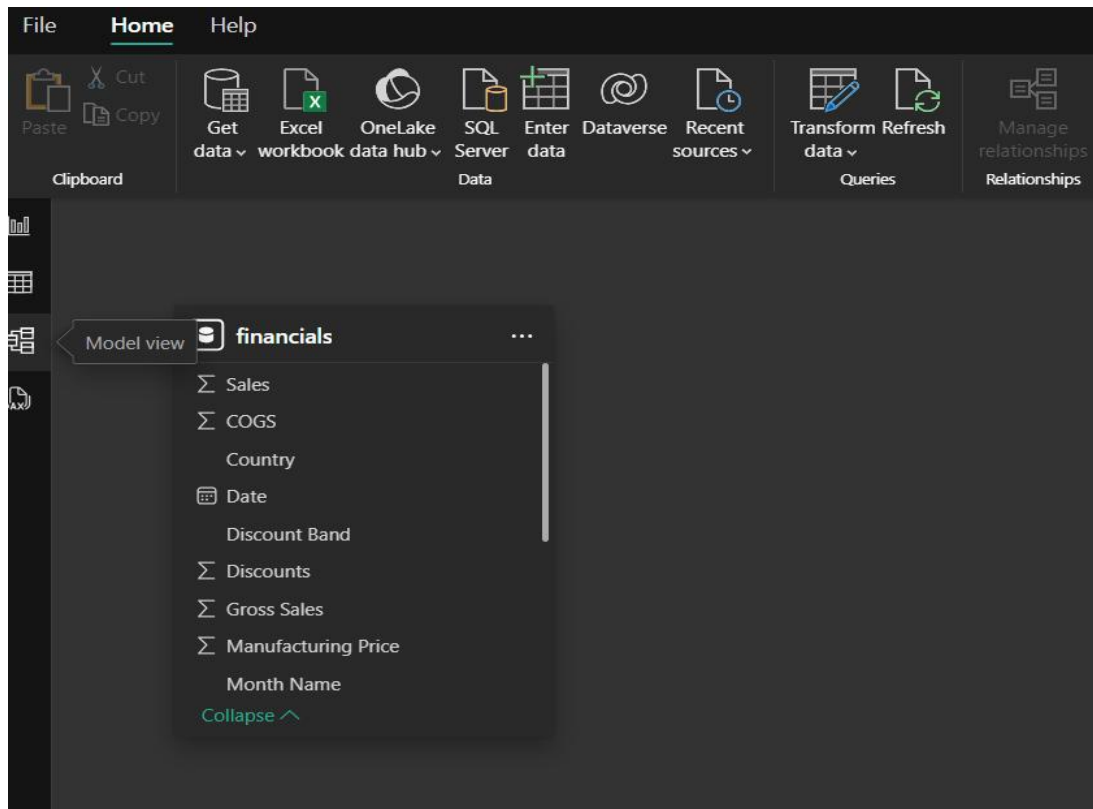 File Home Help
Cut
Copy
Paste
Get data
Excel workbook
OneLake data hub
SQL Server
Enter data
Dataverse
Recent sources
Transform data
Refresh
Manage relationships
Clipboard
Data
Queries
Relationships
Model view
financials
Sales
COGS
Country
Date
Discount Band
Discounts
Gross Sales
Manufacturing Price
Month Name
Collapse